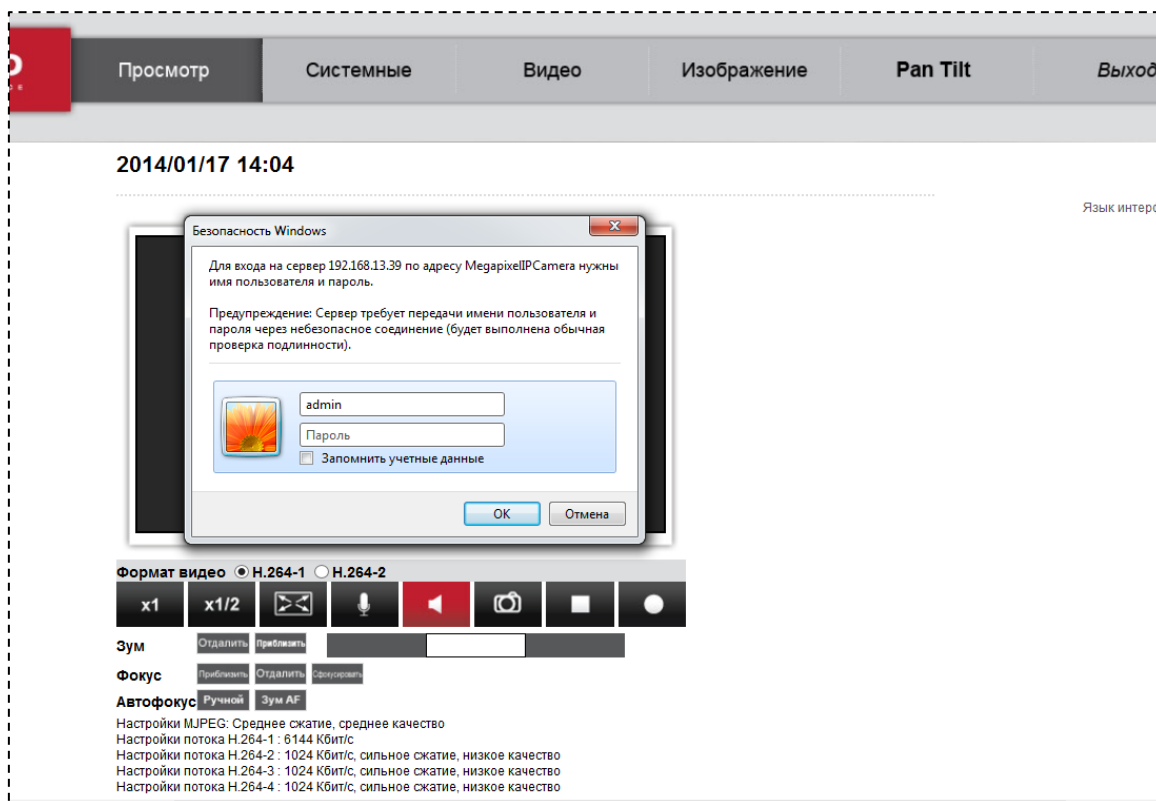 Просмотр Системные Видео Изображение Pan Tilt Выход
2014/01/17 14:04
Язык интерф
Безопасность Windows
Для входа на сервер 192.168.13.39 по адресу MegapixelIPCamera нужны
имя пользователя и пароль.
Предупреждение: Сервер требует передачи имени пользователя и
пароля через небезопасное соединение (будет выполнена обычная
проверка подлинности).
admin
Пароль
Запомнить учетные данные
OK Отмена
Формат видео H.264-1 H.264-2
x1 x1/2
Зум Отдалить Приблизить
Фокус Приблизить Отдалить Сфокусировать
Автофокус Ручной Зум AF
Настройки MJPEG: Среднее сжатие, среднее качество
Настройки потока H.264-1 : 6144 Кбит/с
Настройки потока H.264-2 : 1024 Кбит/с, сильное сжатие, низкое качество
Настройки потока H.264-3 : 1024 Кбит/с, сильное сжатие, низкое качество
Настройки потока H.264-4 : 1024 Кбит/с, сильное сжатие, низкое качество